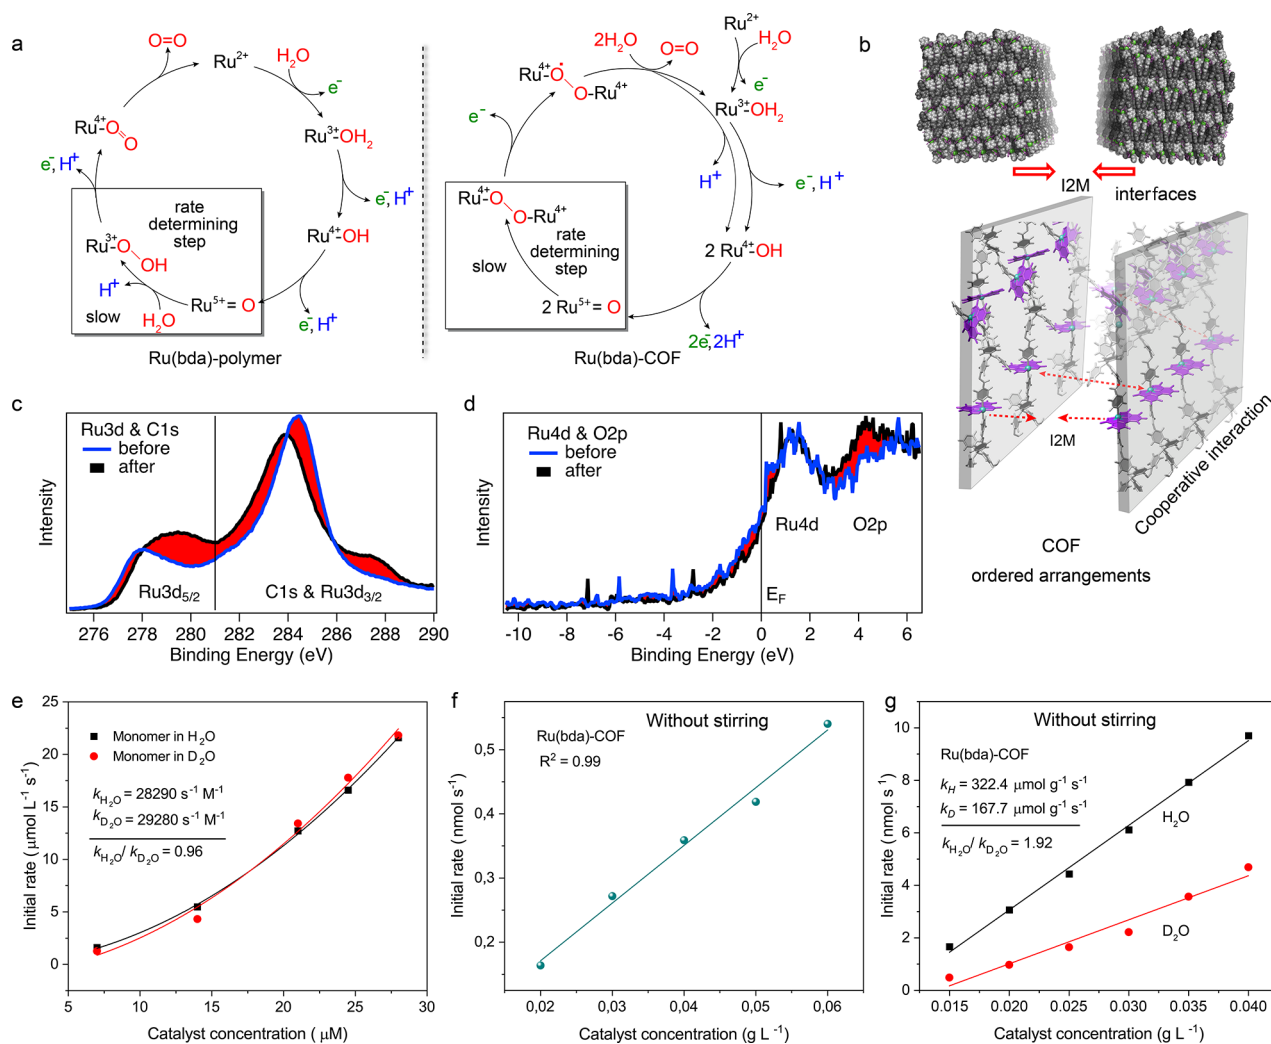 a
O=O
Ru²⁺
H₂O
e⁻
Ru³⁺-OH₂
e⁻, H⁺
Ru⁴⁺-OH
e⁻, H⁺
Ru⁵⁺= O
H₂O
H⁺
slow
Ru³⁺-O
OH
rate
determining
step
e⁻, H⁺
Ru⁴⁺-O
O
Ru(bda)-polymer
2H₂O
O=O
Ru²⁺
H₂O
e⁻
Ru³⁺-OH₂
H⁺
e⁻, H⁺
2 Ru⁴⁺-OH
2e⁻, 2H⁺
2 Ru⁵⁺= O
rate
determining
step
slow
Ru⁴⁺-O
O-Ru⁴⁺
e⁻
Ru⁴⁺-O•
O-Ru⁴⁺
Ru(bda)-COF
b
I2M
interfaces
I2M
Cooperative interaction
COF
ordered arrangements
c
Ru3d & C1s
before
after
Intensity
Ru3d₅/₂
C1s & Ru3d₃/₂
276 278 280 282 284 286 288 290
Binding Energy (eV)
d
Ru4d & O2p
before
after
Intensity
Ru4d
O2p
E_F
-10 -8 -6 -4 -2 0 2 4 6
Binding Energy (eV)
e
Monomer in H₂O
Monomer in D₂O
k_H₂O = 28290 s⁻¹ M⁻¹
k_D₂O = 29280 s⁻¹ M⁻¹
k_H₂O / k_D₂O = 0.96
Initial rate ( μmol L⁻¹ s⁻¹)
25
20
15
10
5
0
5 10 15 20 25 30
Catalyst concentration ( μM)
f
Without stirring
Ru(bda)-COF
R² = 0.99
Initial rate (nmol s⁻¹)
0,5
0,4
0,3
0,2
0,02 0,03 0,04 0,05 0,06
Catalyst concentration (g L⁻¹)
g
Without stirring
Ru(bda)-COF
k_H = 322.4 μmol g⁻¹ s⁻¹
k_D = 167.7 μmol g⁻¹ s⁻¹
k_H₂O / k_D₂O = 1.92
H₂O
D₂O
Initial rate ( nmol s⁻¹)
10
8
6
4
2
0
0.015 0.020 0.025 0.030 0.035 0.040
Catalyst concentration (g L⁻¹)